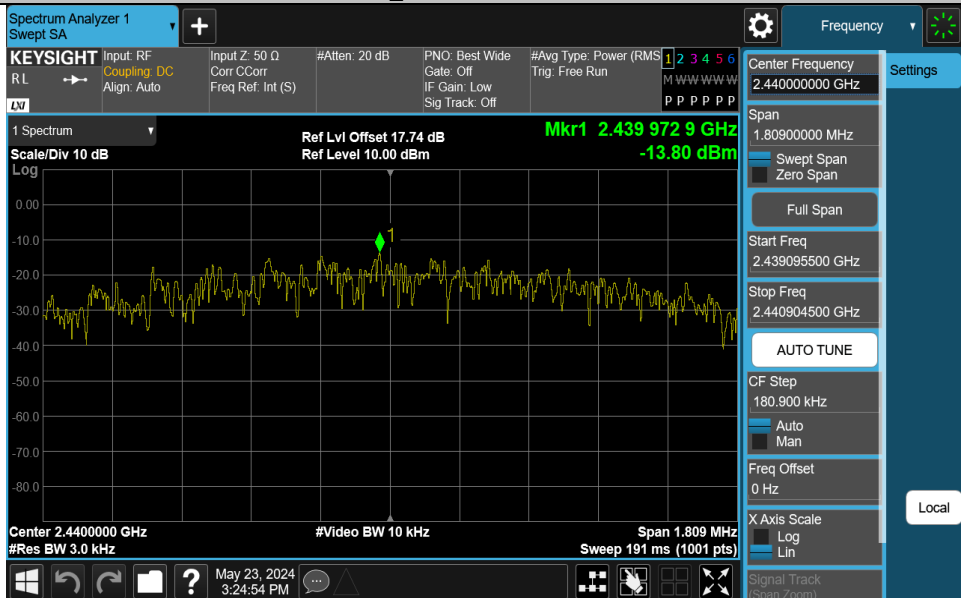 Spectrum Analyzer 1
Swept SA
+
Frequency
KEYSIGHT
RL
LXI
Input: RF
Coupling: DC
Align: Auto
Input Z: 50 Ω
Corr CCorr
Freq Ref: Int (S)
#Atten: 20 dB
PNO: Best Wide
Gate: Off
IF Gain: Low
Sig Track: Off
#Avg Type: Power (RMS
Trig: Free Run
1 2 3 4 5 6
M W W W W W
P P P P P P
1 Spectrum
Scale/Div 10 dB
Log
Ref Lvl Offset 17.74 dB
Ref Level 10.00 dBm
Mkr1 2.439 972 9 GHz
-13.80 dBm
1
0.00
-10.0
-20.0
-30.0
-40.0
-50.0
-60.0
-70.0
-80.0
Center 2.4400000 GHz
#Res BW 3.0 kHz
#Video BW 10 kHz
Span 1.809 MHz
Sweep 191 ms (1001 pts)
Center Frequency
2.440000000 GHz
Span
1.80900000 MHz
Swept Span
Zero Span
Full Span
Start Freq
2.439095500 GHz
Stop Freq
2.440904500 GHz
AUTO TUNE
CF Step
180.900 kHz
Auto
Man
Freq Offset
0 Hz
X Axis Scale
Log
Lin
Signal Track
(Span Zoom)
Settings
Local
?
May 23, 2024
3:24:54 PM